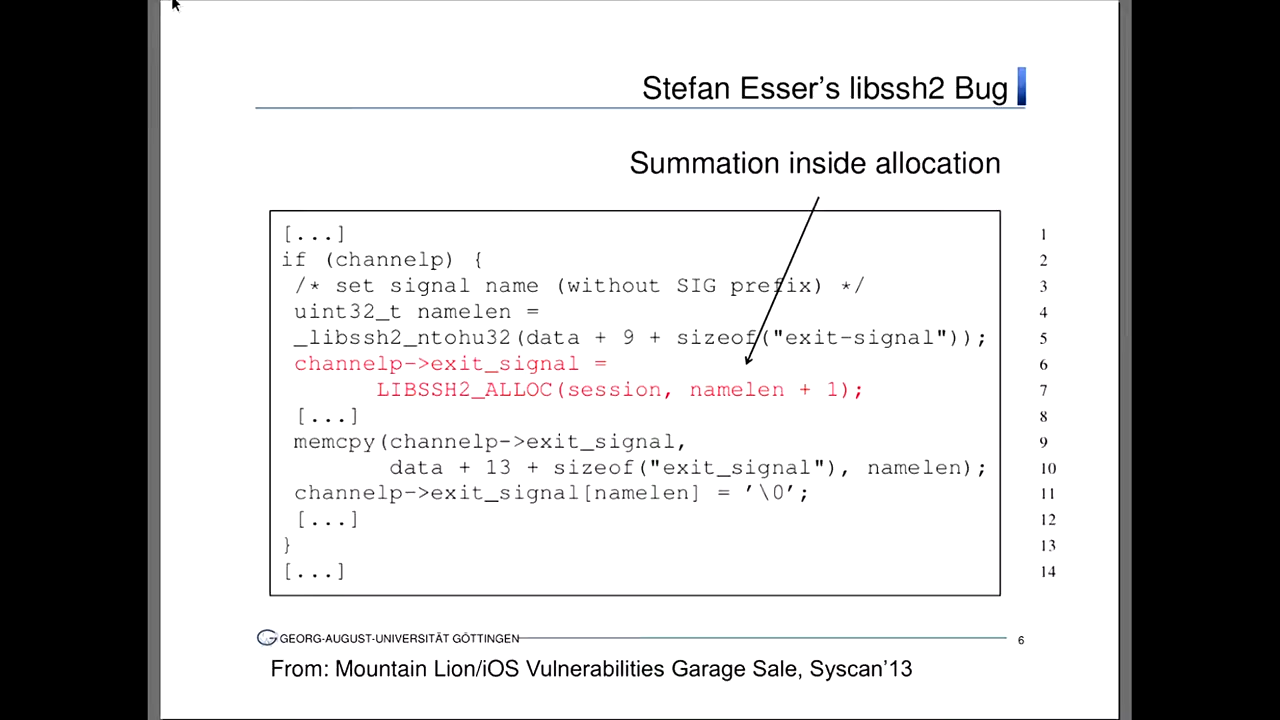 Stefan Esser's libssh2 Bug
Summation inside allocation
[...] 1
if (channelp) { 2
/* set signal name (without SIG prefix) */ 3
uint32_t namelen = 4
_libssh2_ntohu32(data + 9 + sizeof("exit-signal")); 5
channelp->exit_signal = 6
LIBSSH2_ALLOC(session, namelen + 1); 7
[...] 8
memcpy(channelp->exit_signal, 9
data + 13 + sizeof("exit_signal"), namelen); 10
channelp->exit_signal[namelen] = '\0'; 11
[...] 12
} 13
[...] 14
GEORG-AUGUST-UNIVERSITÄT GÖTTINGEN 6
From: Mountain Lion/iOS Vulnerabilities Garage Sale, Syscan'13